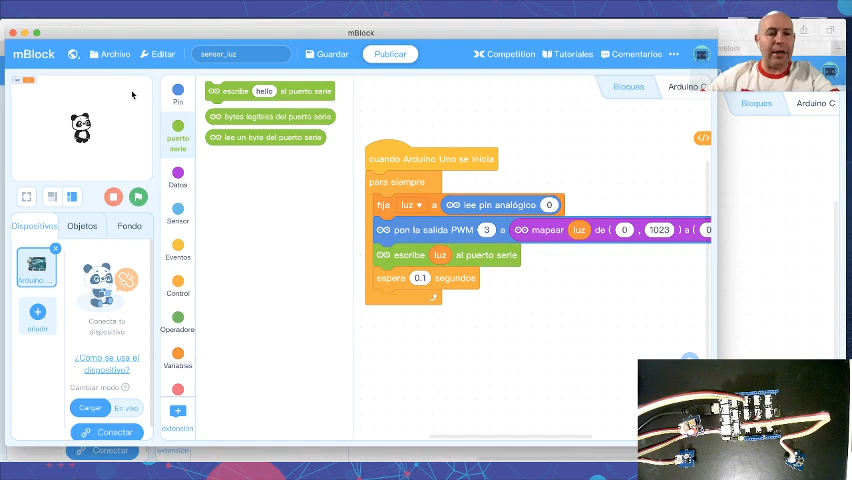 mBlock
mBlock
Archivo
Editar
sensor_luz
Guardar
Publicar
Competition
Tutoriales
Comentarios
escribe hello al puerto serie
bytes legibles del puerto serie
lee un byte del puerto serie
Bloques
Arduino C
Bloques
Arduino C
Pin
puerto
serie
Datos
Sensor
Eventos
Control
Operadore
Variables
extensión
extensión
cuando Arduino Uno se inicia
para siempre
fija luz a lee pin analógico 0
pon la salida PWM 3 a mapear luz de ( 0 , 1023 ) a ( 0
escribe luz al puerto serie
espera 0.1 segundos
Dispositivos
Objetos
Fondo
Arduino ...
añadir
Conecta tu
dispositivo
¿Cómo se usa el
dispositivo?
Cambiar modo
Cargar
En vivo
Conectar
Conectar